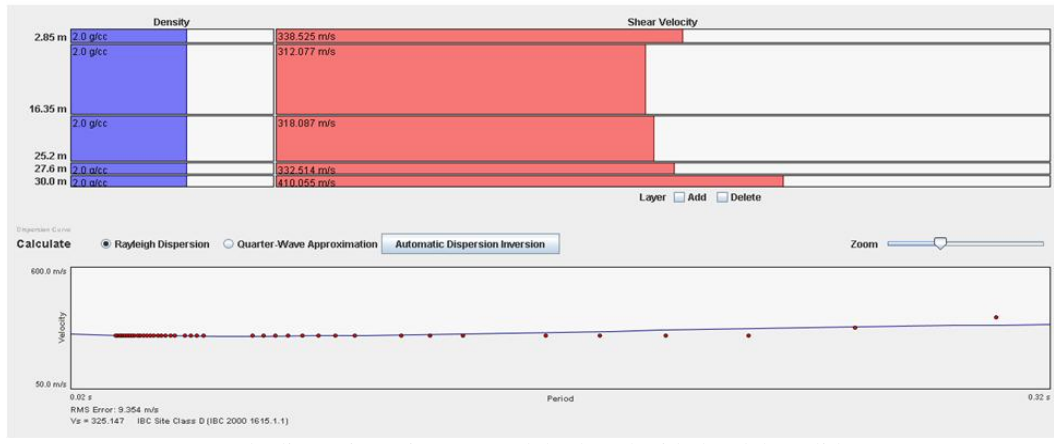 Density Shear Velocity
2.85 m 2.0 g/cc 338.525 m/s
2.0 g/cc 312.077 m/s
16.35 m
2.0 g/cc 318.087 m/s
25.2 m
27.6 m 2.0 g/cc 332.514 m/s
30.0 m 2.0 g/cc 410.055 m/s
Layer Add Delete
Dispersion Curve
Calculate Rayleigh Dispersion Quarter-Wave Approximation Automatic Dispersion Inversion Zoom
600.0 m/s
Velocity
50.0 m/s
0.02 s Period 0.32 s
RMS Error: 9.354 m/s
Vs = 325.147 IBC Site Class D (IBC 2000 1615.1.1)